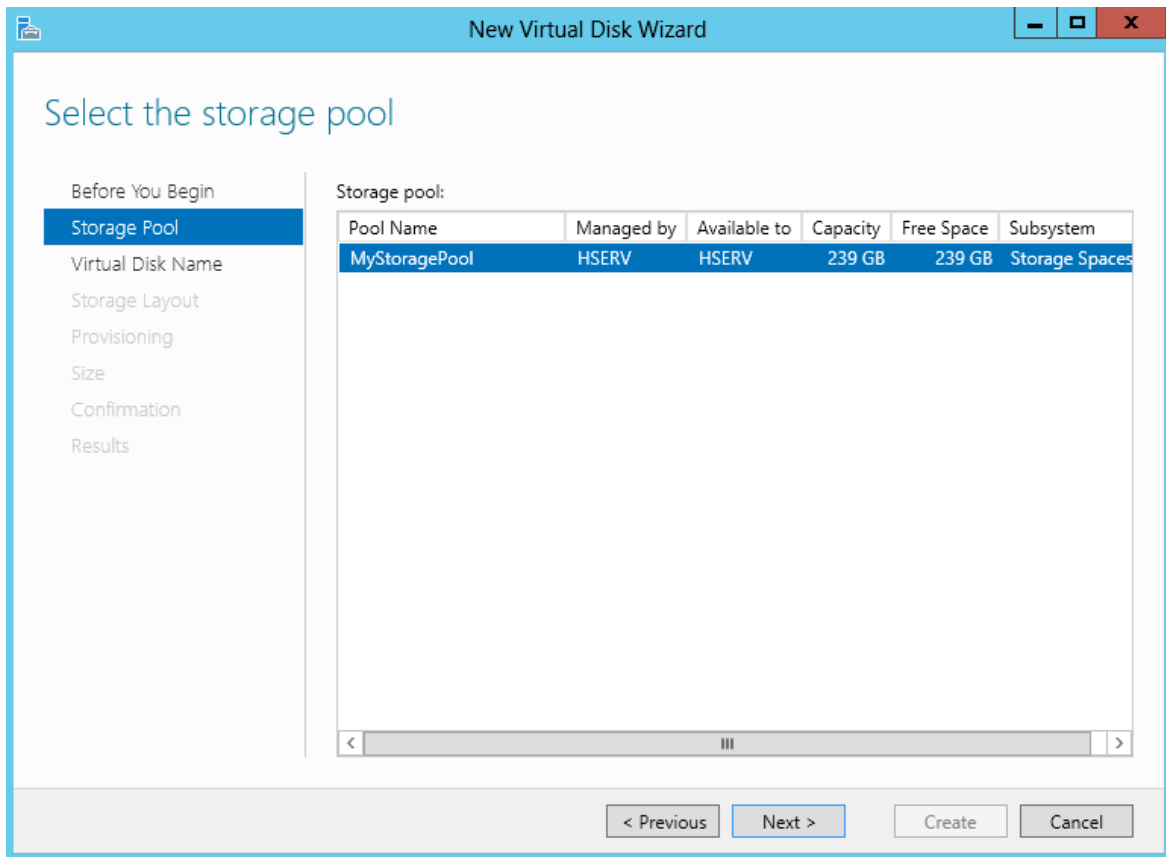 New Virtual Disk Wizard
Select the storage pool
Before You Begin
Storage Pool
Virtual Disk Name
Storage Layout
Provisioning
Size
Confirmation
Results
Storage pool:
Pool Name Managed by Available to Capacity Free Space Subsystem
MyStoragePool HSERV HSERV 239 GB 239 GB Storage Spaces
< Previous Next > Create Cancel